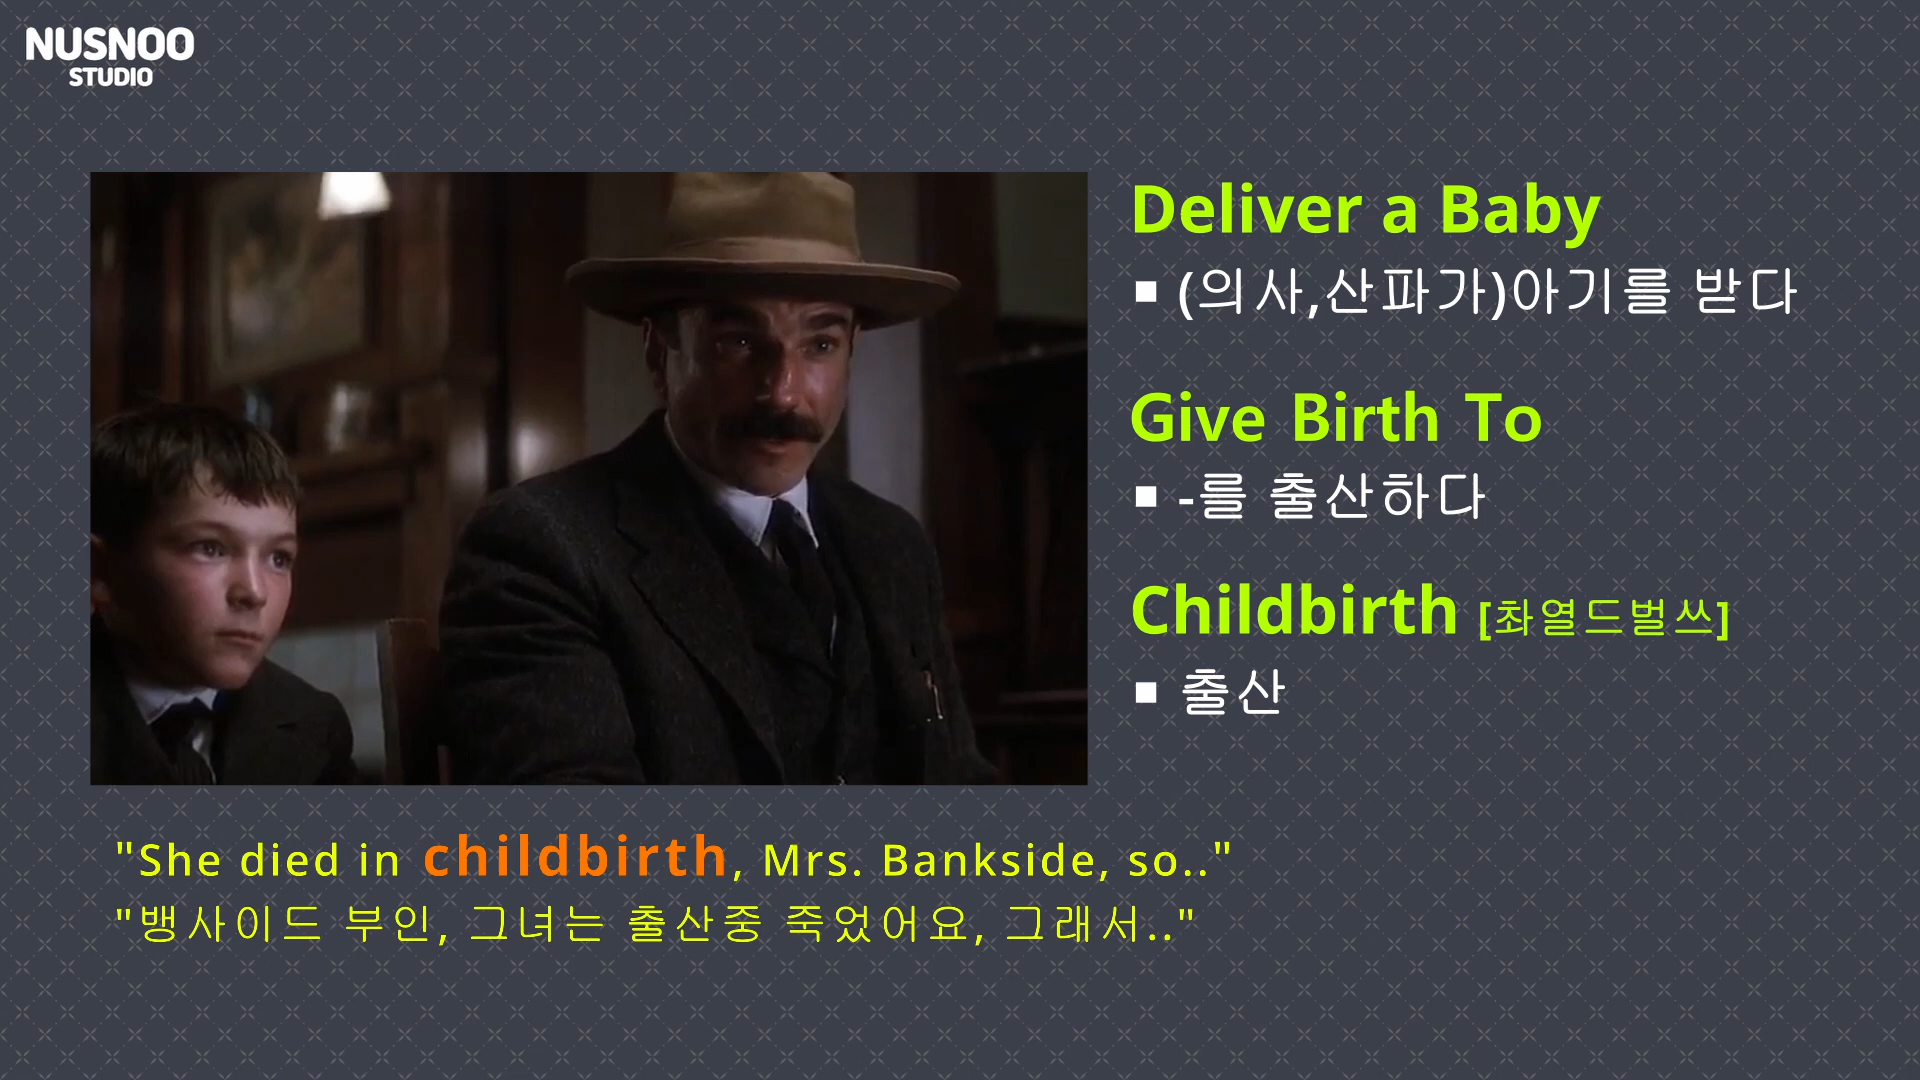 NUSNOO
STUDIO
Deliver a Baby
▪ (의사,산파가)아기를 받다
Give Birth To
▪ -를 출산하다
Childbirth [촤열드벌쓰]
▪ 출산
"She died in childbirth, Mrs. Bankside, so.."
"뱅사이드 부인, 그녀는 출산중 죽었어요, 그래서.."